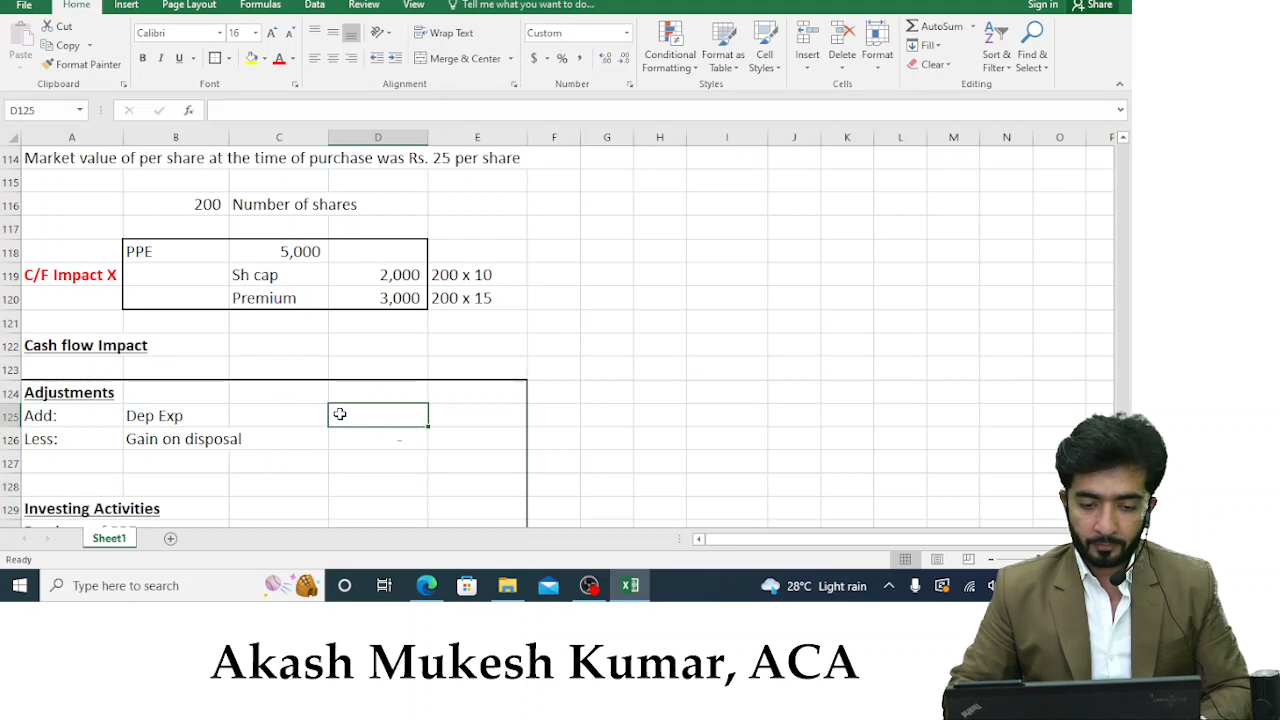 File Home Insert Page Layout Formulas Data Review View Tell me what you want to do... Sign in Share
Cut Calibri 16 Wrap Text Custom AutoSum
Copy Fill
Paste Format Painter B I U Merge & Center $ % , Conditional Formatting Format as Table Cell Styles Insert Delete Format Clear Sort & Filter Find & Select
Clipboard Font Alignment Number Styles Cells Editing
D125 fx
A B C D E F G H I J K L M N O
114 Market value of per share at the time of purchase was Rs. 25 per share
115
116 200 Number of shares
117
118 PPE 5,000
119 C/F Impact X Sh cap 2,000 200 x 10
120 Premium 3,000 200 x 15
121
122 Cash flow Impact
123
124 Adjustments
125 Add: Dep Exp
126 Less: Gain on disposal -
127
128
129 Investing Activities
Sheet1
Ready
Type here to search 28°C Light rain
Akash Mukesh Kumar, ACA